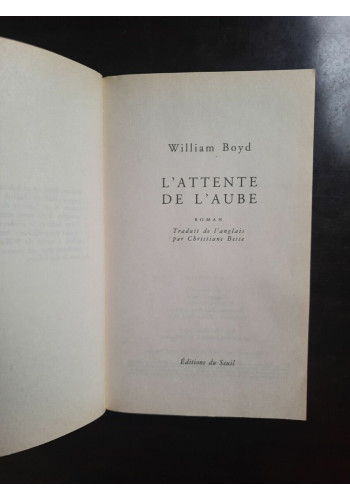 William Boyd
L'ATTENTE
DE L'AUBE
ROMAN
Traduit de l'anglais
par Christiane Besse
Éditions du Seuil